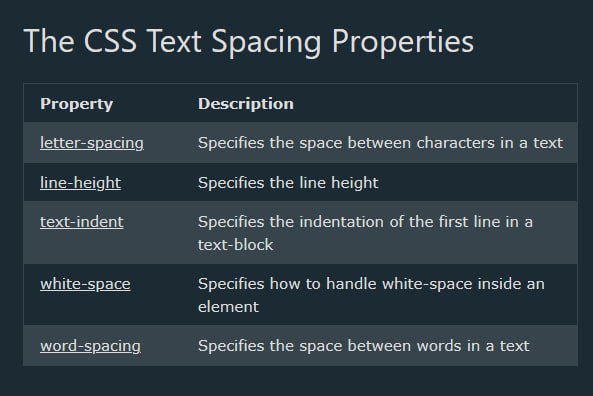 The CSS Text Spacing Properties
Property Description
letter-spacing Specifies the space between characters in a text
line-height Specifies the line height
text-indent Specifies the indentation of the first line in a
text-block
white-space Specifies how to handle white-space inside an
element
word-spacing Specifies the space between words in a text